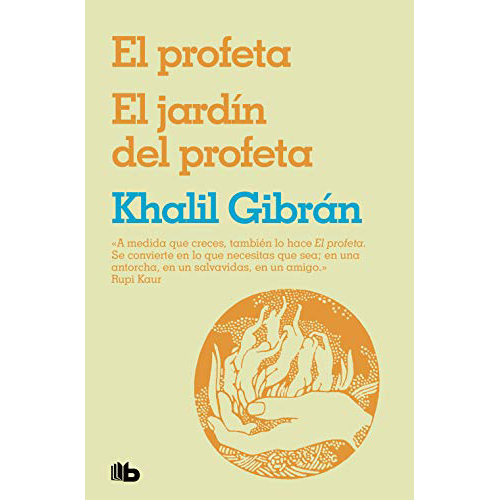 El profeta
El jardín
del profeta
Khalil Gibrán
«A medida que creces, también lo hace El profeta.
Se convierte en lo que necesitas que sea; en una
antorcha, en un salvavidas, en un amigo.»
Rupi Kaur
b